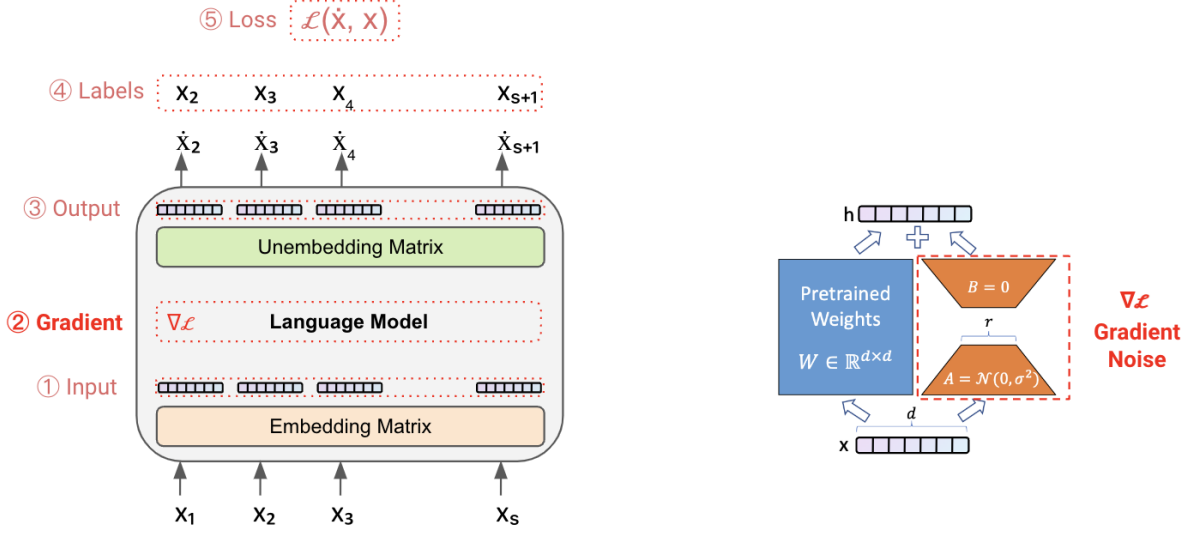 ⑤ Loss ℒ(ẋ, x)
④ Labels x₂ x₃ x₄ xₛ₊₁
ẋ₂ ẋ₃ ẋ₄ ẋₛ₊₁
③ Output
Unembedding Matrix
② Gradient ∇ℒ Language Model
① Input
Embedding Matrix
x₁ x₂ x₃ xₛ
h
Pretrained
Weights
W ∈ ℝᵈˣᵈ
B = 0
r
A = 𝒩(0, σ²)
d
x
∇ℒ
Gradient
Noise